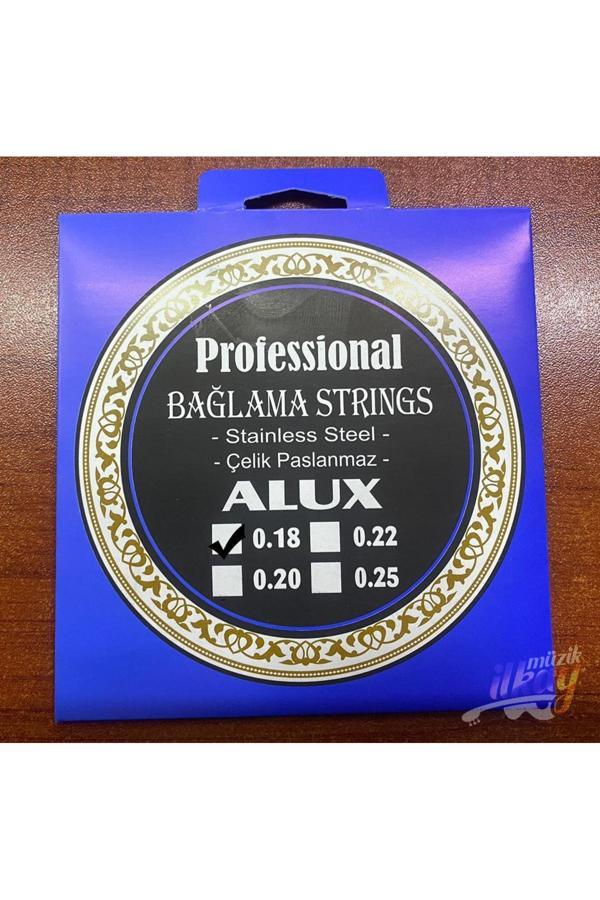 Professional
BAĞLAMA STRINGS
- Stainless Steel -
- Çelik Paslanmaz -
ALUX
0.18 0.22
0.20 0.25
müzik
ilkay